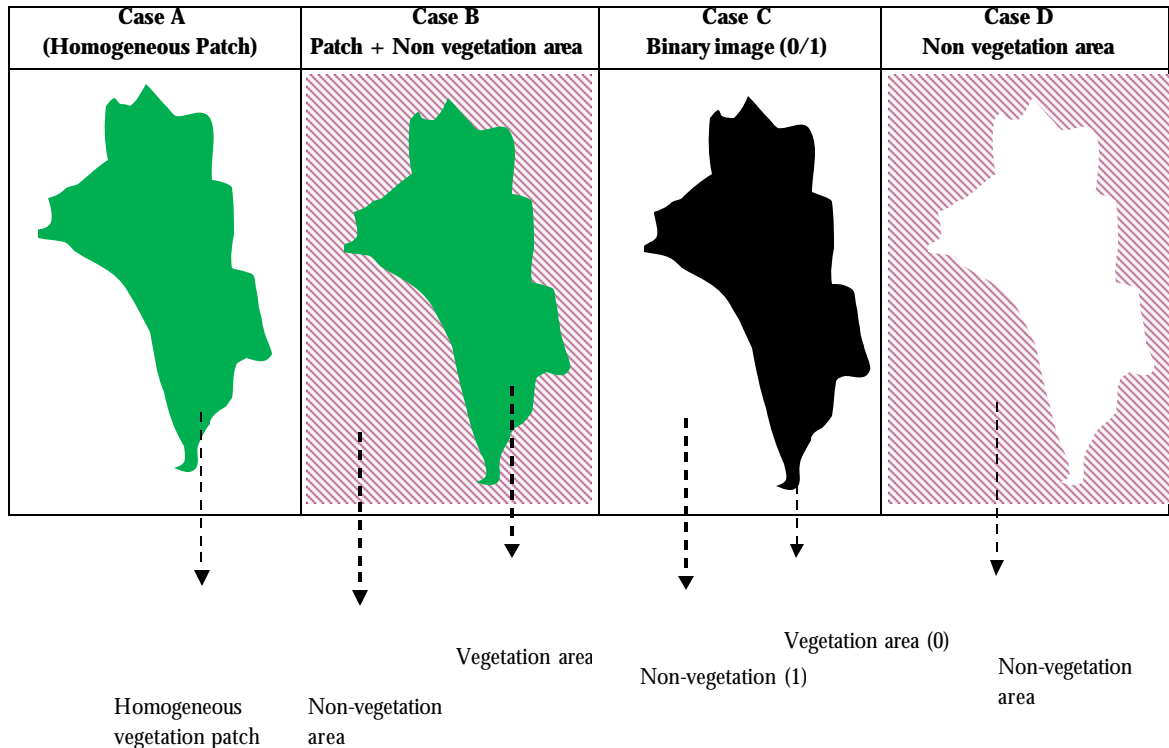 Case A
(Homogeneous Patch)
Case B
Patch + Non vegetation area
Case C
Binary image (0/1)
Case D
Non vegetation area
Homogeneous
vegetation patch
Non-vegetation
area
Vegetation area
Non-vegetation (1)
Vegetation area (0)
Non-vegetation
area